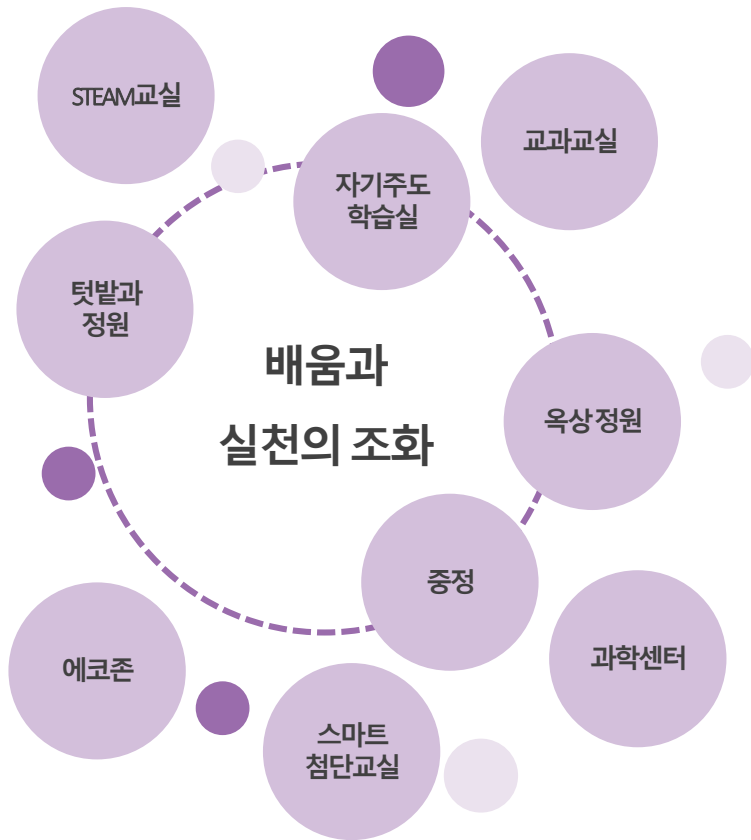 STEAM교실
교과교실
자기주도
학습실
텃밭과
정원
배움과
실천의 조화
옥상 정원
중정
과학센터
에코존
스마트
첨단교실